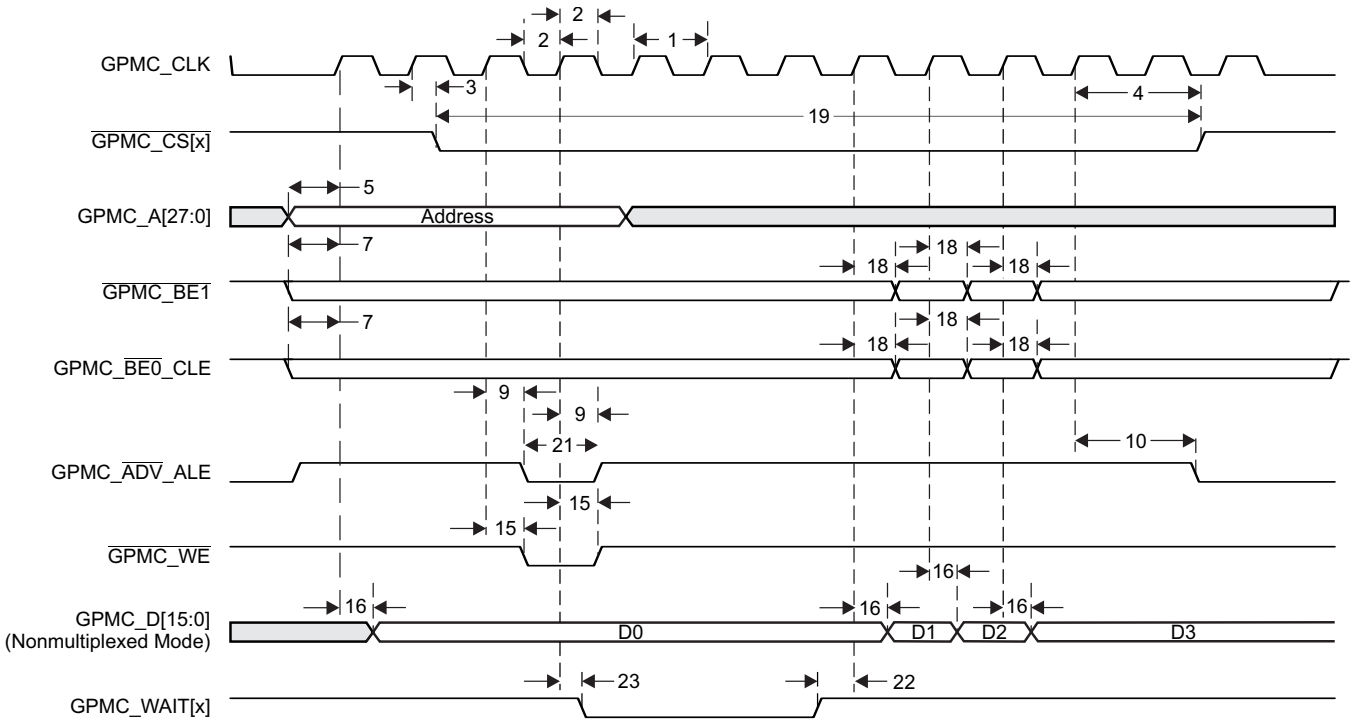 2
2
1
GPMC_CLK
3
4
19
GPMC_CS[x]
5
GPMC_A[27:0]
Address
7
18
18
18
GPMC_BE1
7
18
18
18
GPMC_BE0_CLE
9
9
21
10
GPMC_ADV_ALE
15
15
GPMC_WE
16
16
16
16
GPMC_D[15:0]
(Nonmultiplexed Mode)
D0
D1
D2
D3
23
22
GPMC_WAIT[x]